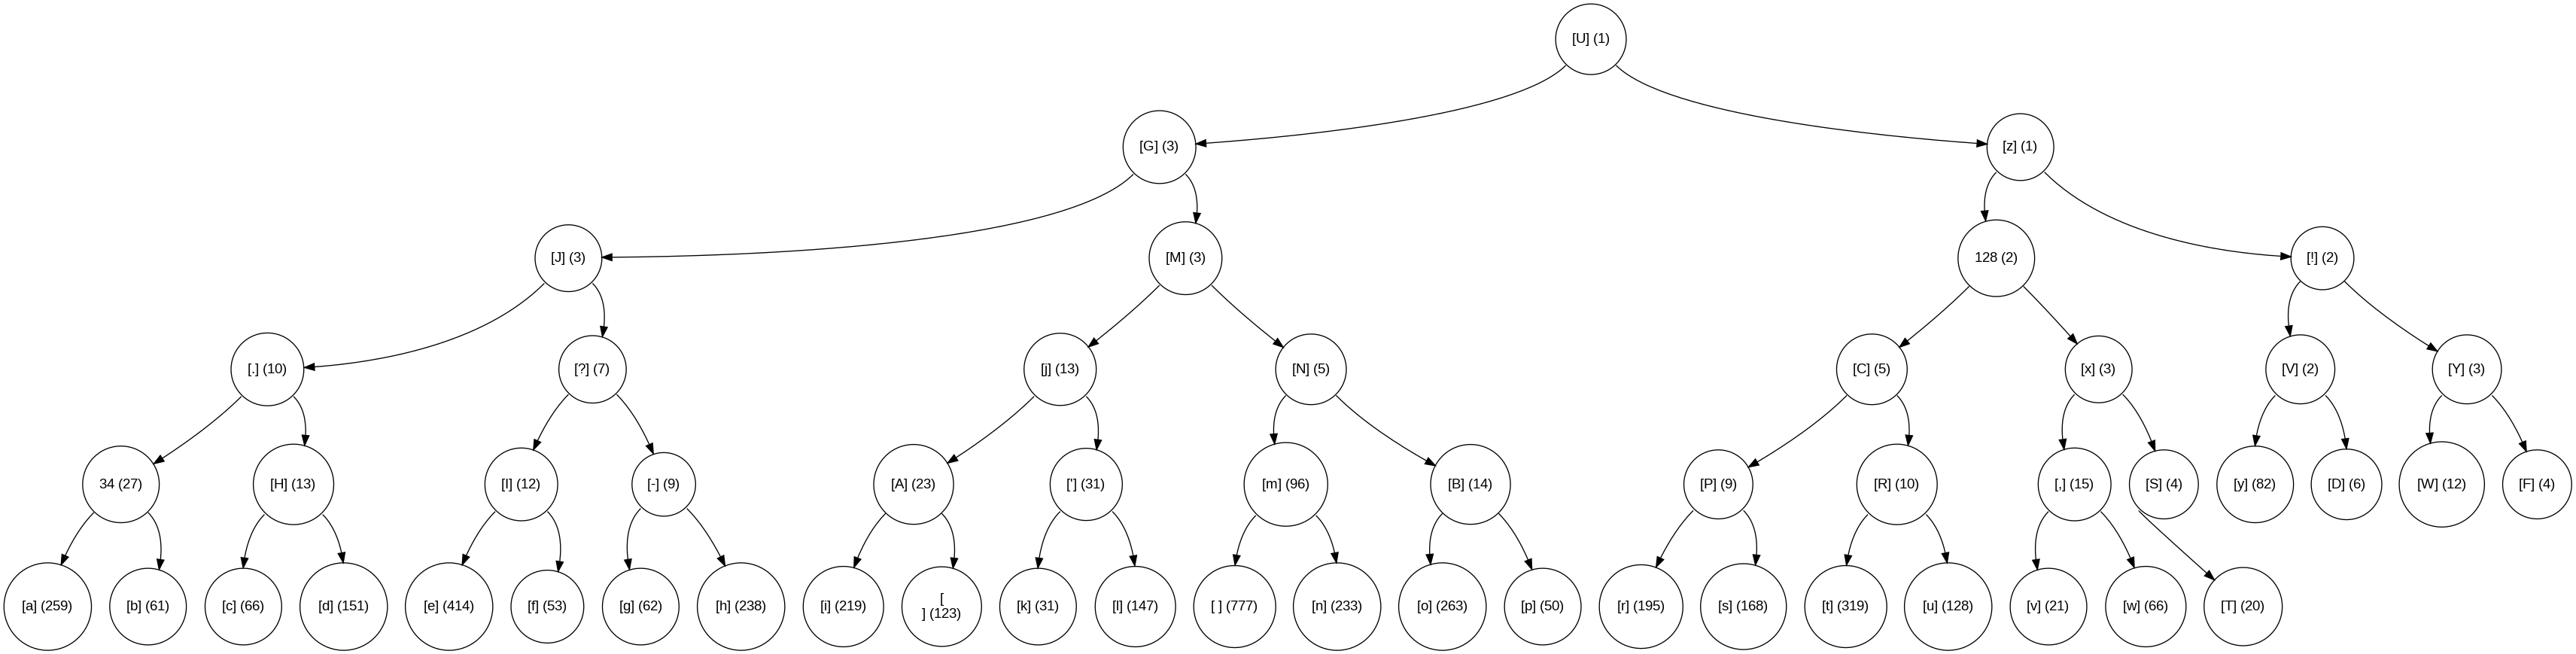 [U] (1)
[G] (3)
[z] (1)
[J] (3)
[M] (3)
128 (2)
[!] (2)
[.] (10)
[?] (7)
[j] (13)
[N] (5)
[C] (5)
[x] (3)
[V] (2)
[Y] (3)
34 (27)
[H] (13)
[I] (12)
[-] (9)
[A] (23)
['] (31)
[m] (96)
[B] (14)
[P] (9)
[R] (10)
[,] (15)
[S] (4)
[y] (82)
[D] (6)
[W] (12)
[F] (4)
[a] (259)
[b] (61)
[c] (66)
[d] (151)
[e] (414)
[f] (53)
[g] (62)
[h] (238)
[i] (219)
[
] (123)
[k] (31)
[l] (147)
[ ] (777)
[n] (233)
[o] (263)
[p] (50)
[r] (195)
[s] (168)
[t] (319)
[u] (128)
[v] (21)
[w] (66)
[T] (20)